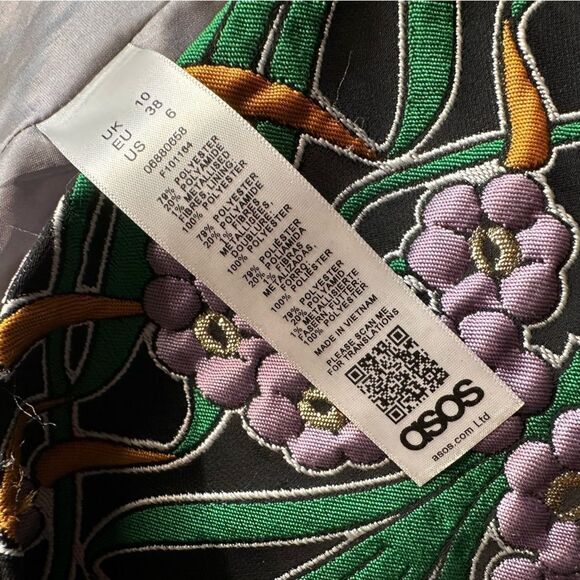 UK 10
EU 38
US 6
06880658
F101164
79% POLYESTER
20% POLYAMIDE
1% METALLISED
FIBRE LINING
100% POLYESTER
79% POLYESTER
20% POLYAMIDE
1% FIBRES
MÉTALLISÉES,
DOUBLURE
100% POLYESTER
79% POLIÉSTER
20% POLIAMIDA
1% FIBRAS
METALIZADAS,
FORRO
100% POLIÉSTER
79% POLYESTER
20% POLYAMID
1% METALLISIERTE
FASERN FUTTER
100% POLYESTER
MADE IN VIETNAM
PLEASE SCAN ME
FOR TRANSLATIONS
asos
asos.com Ltd